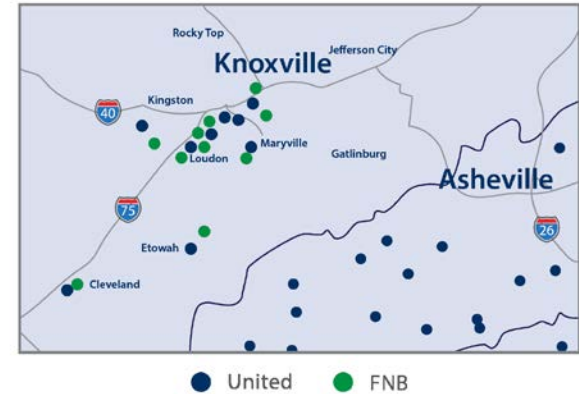 Rocky Top
Jefferson City
Knoxville
Kingston
40
Maryville
Loudon
Gatlinburg
Asheville
75
26
Etowah
Cleveland
United
FNB